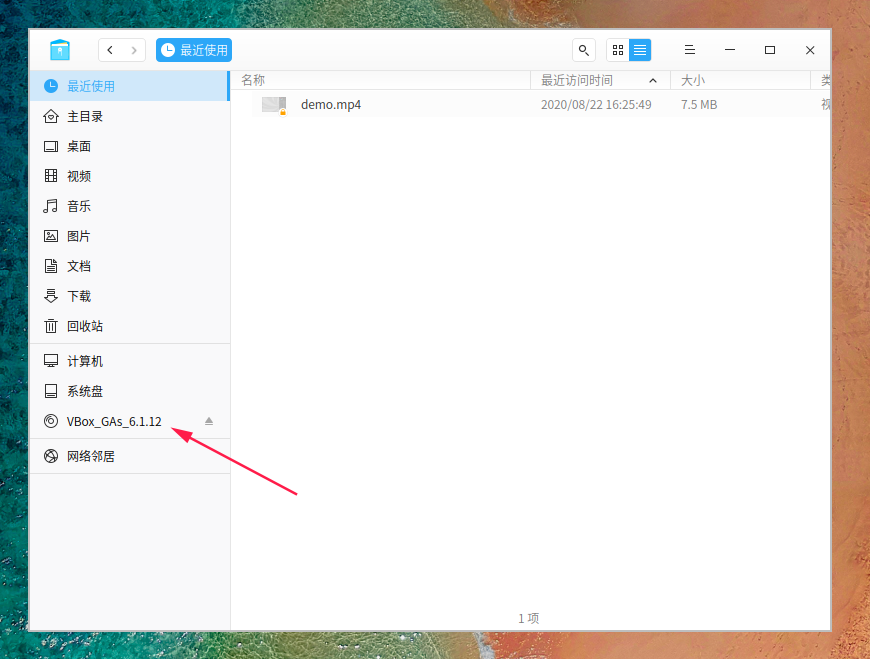 最近使用
最近使用
主目录
桌面
视频
音乐
图片
文档
下载
回收站
计算机
系统盘
VBox_GAs_6.1.12
网络邻居
名称 最近访问时间 大小
demo.mp4 2020/08/22 16:25:49 7.5 MB
1 项